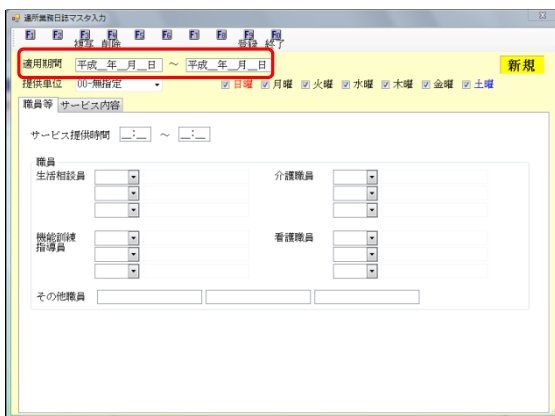 通所業務日誌マスタ入力
F1 F2 F3 F4 F5 F6 F7 F8 F9
複写 削除 登録 終了
適用期間 平成__年__月__日 ～ 平成__年__月__日
新規
提供単位 00-無指定 日曜 月曜 火曜 水曜 木曜 金曜 土曜
職員等 サービス内容
サービス提供時間 __:__ ～ __:__
職員
生活相談員 介護職員
機能訓練指導員 看護職員
その他職員